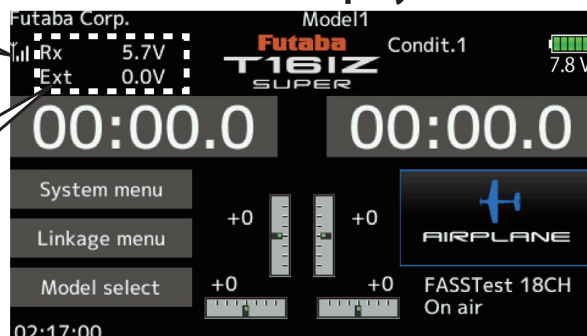 Futaba Corp.
Model1
Rx 5.7V
Ext 0.0V
Futaba
T16IZ
SUPER
Condit.1
7.8 V
00:00.0
00:00.0
System menu
Linkage menu
Model select
+0
+0
+0
+0
AIRPLANE
FASSTest 18CH
On air
02:17:00